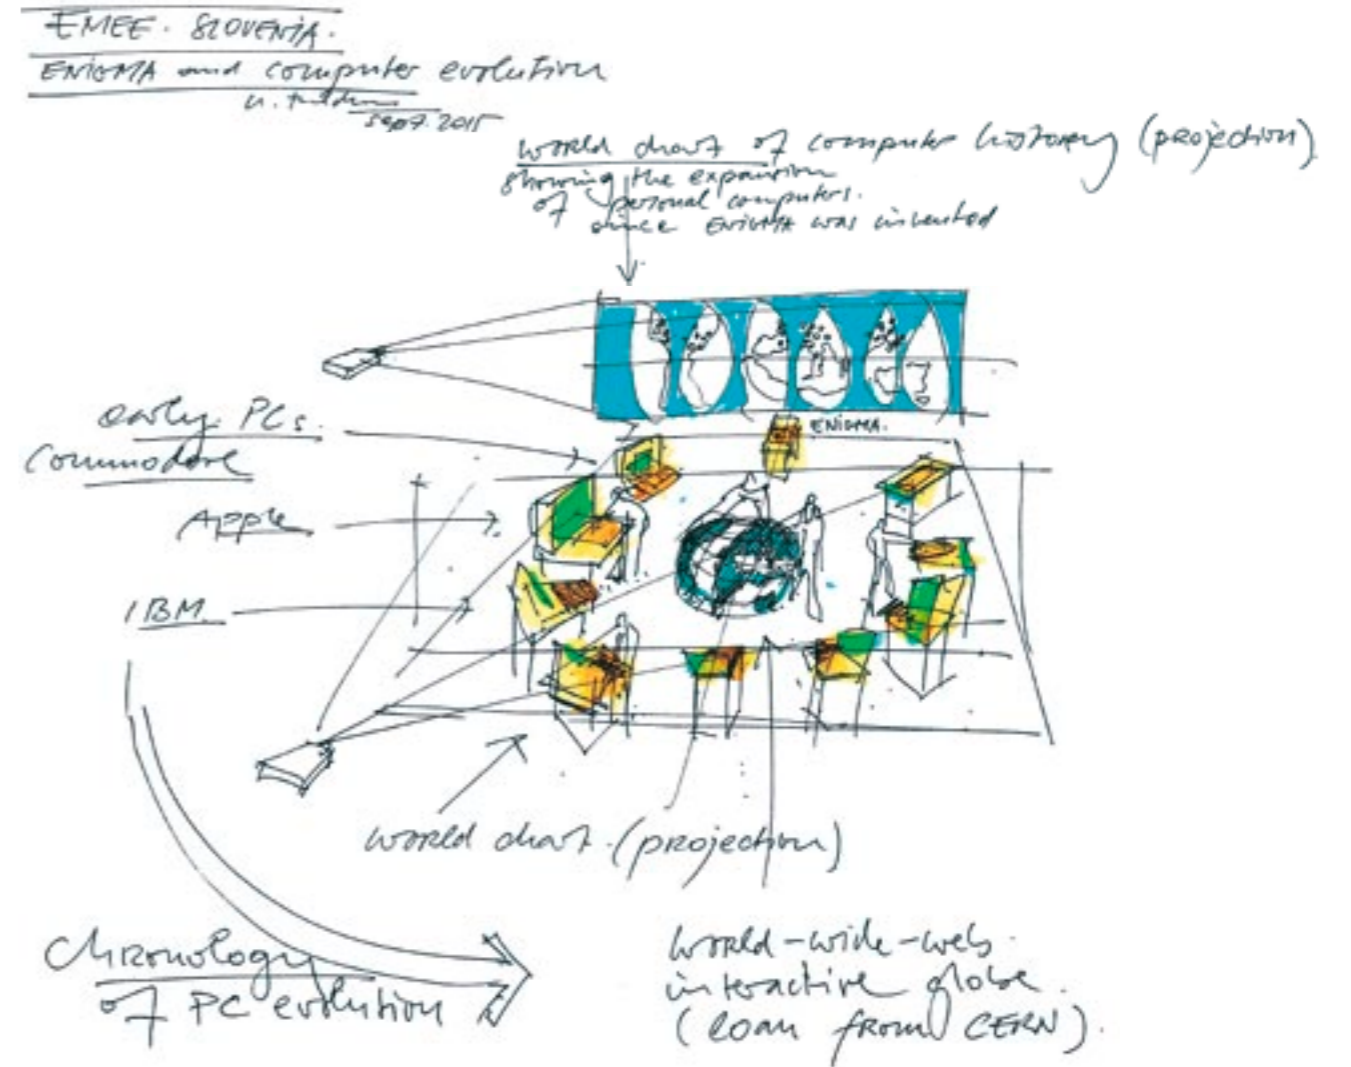 EMEE. SLOVENIA.
ENIGMA and computer evolution
sept. 2015
world chart of computer history (projection)
showing the expansion
of personal computers.
since ENIGMA was invented
ENIGMA.
early PCs.
Commodore
Apple
IBM
world chart. (projection)
Chronology
of PC evolution
world-wide-web.
interactive globe.
(loan from CERN).